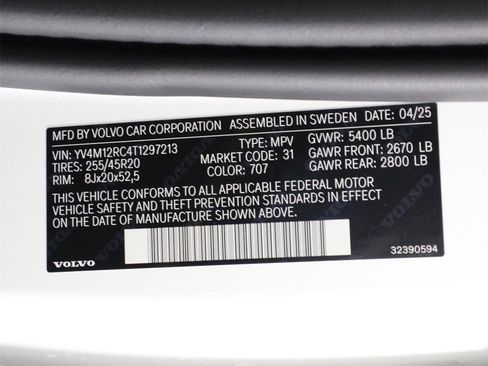 MFD BY VOLVO CAR CORPORATION ASSEMBLED IN SWEDEN DATE: 04/25
VIN: YV4M12RC4T1297213 TYPE: MPV GVWR: 5400 LB
TIRES: 255/45R20 MARKET CODE: 31 GAWR FRONT: 2670 LB
RIM: 8Jx20x52,5 COLOR: 707 GAWR REAR: 2800 LB
THIS VEHICLE CONFORMS TO ALL APPLICABLE FEDERAL MOTOR
VEHICLE SAFETY AND THEFT PREVENTION STANDARDS IN EFFECT
ON THE DATE OF MANUFACTURE SHOWN ABOVE.
32390594
VOLVO